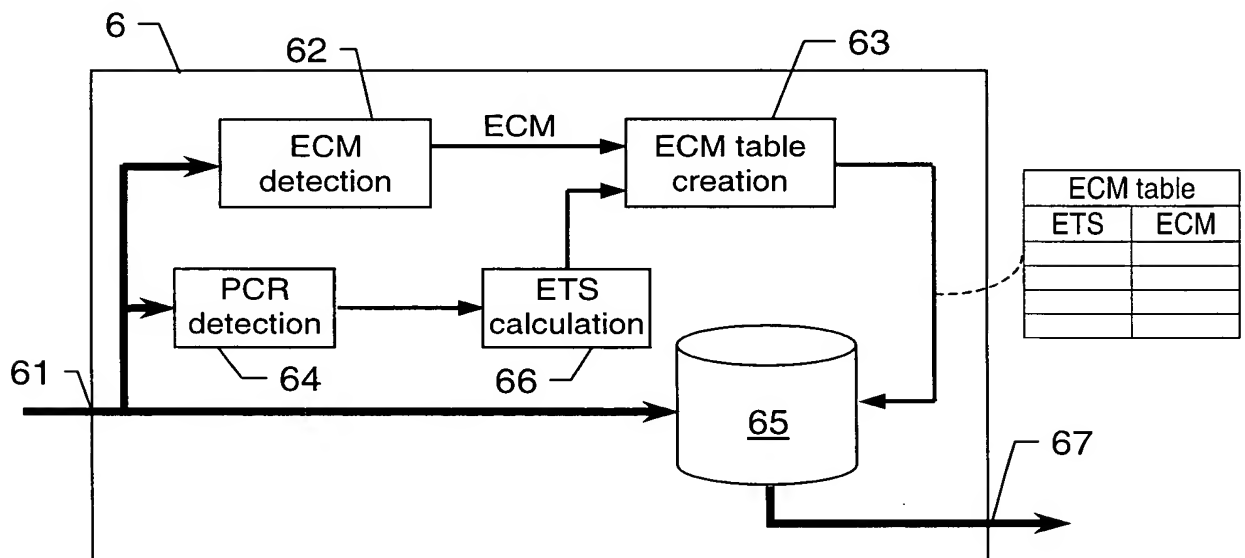 6
62
63
ECM
detection
ECM
ECM table
creation
ECM table
ETS ECM
PCR
detection
ETS
calculation
61
64
66
65
67